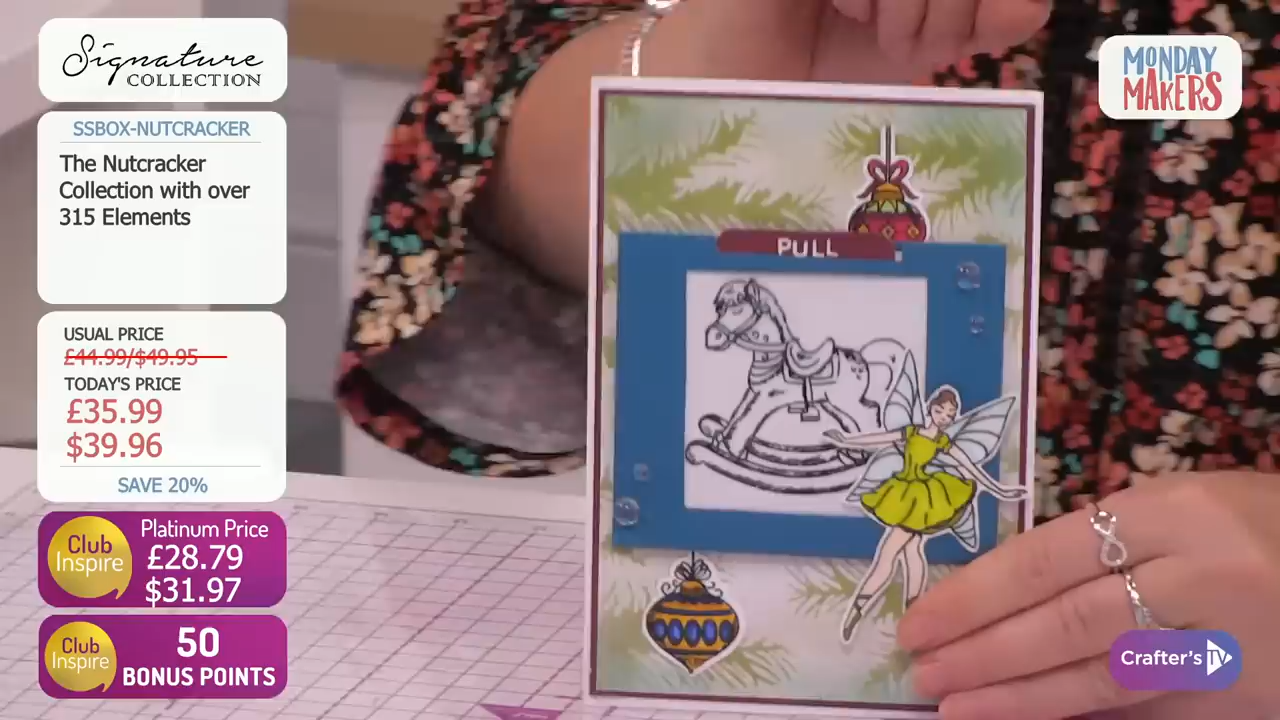 Signature
COLLECTION
SSBOX-NUTCRACKER
The Nutcracker
Collection with over
315 Elements
USUAL PRICE
£44.99/$49.95
TODAY'S PRICE
£35.99
$39.96
SAVE 20%
Club
Inspire
Platinum Price
£28.79
$31.97
Club
Inspire
50
BONUS POINTS
MONDAY
MAKERS
PULL
Crafter's TV